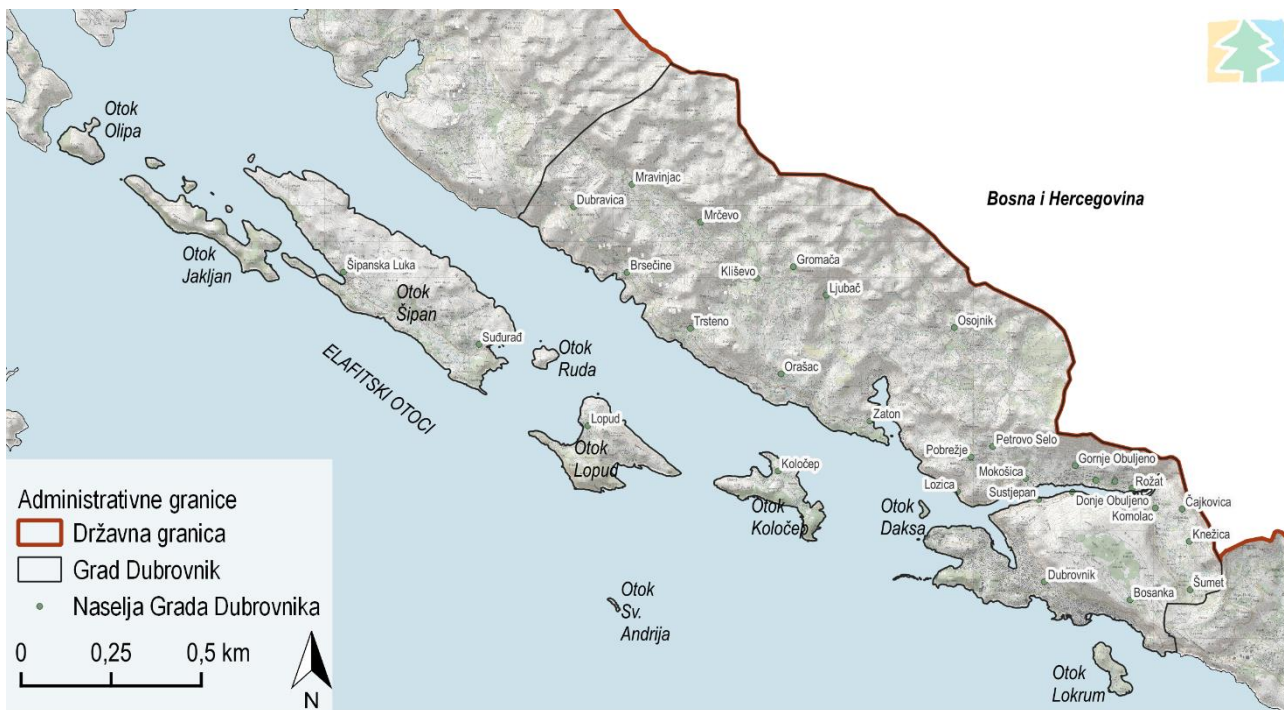 Otok
Olipa
Mravinjac
Bosna i Hercegovina
Dubravica
Mrčevo
Otok
Jakljan
Šipanska Luka
Brsečine
Kliševo
Gromača
Otok
Šipan
Ljubač
Suđurađ
Trsteno
Osojnik
Otok
Ruda
ELAFITSKI OTOCI
Orašac
Lopud
Zaton
Otok
Lopud
Pobrežje
Petrovo Selo
Koločep
Mokošica
Gornje Obuljeno
Lozica
Sustjepan
Rožat
Otok
Koločep
Otok
Daksa
Donje Obuljeno
Komolac
Čajkovica
Knežica
Dubrovnik
Bosanka
Šumet
Otok
Sv.
Andrija
Otok
Lokrum
Administrativne granice
Državna granica
Grad Dubrovnik
Naselja Grada Dubrovnika
0 0,25 0,5 km
N